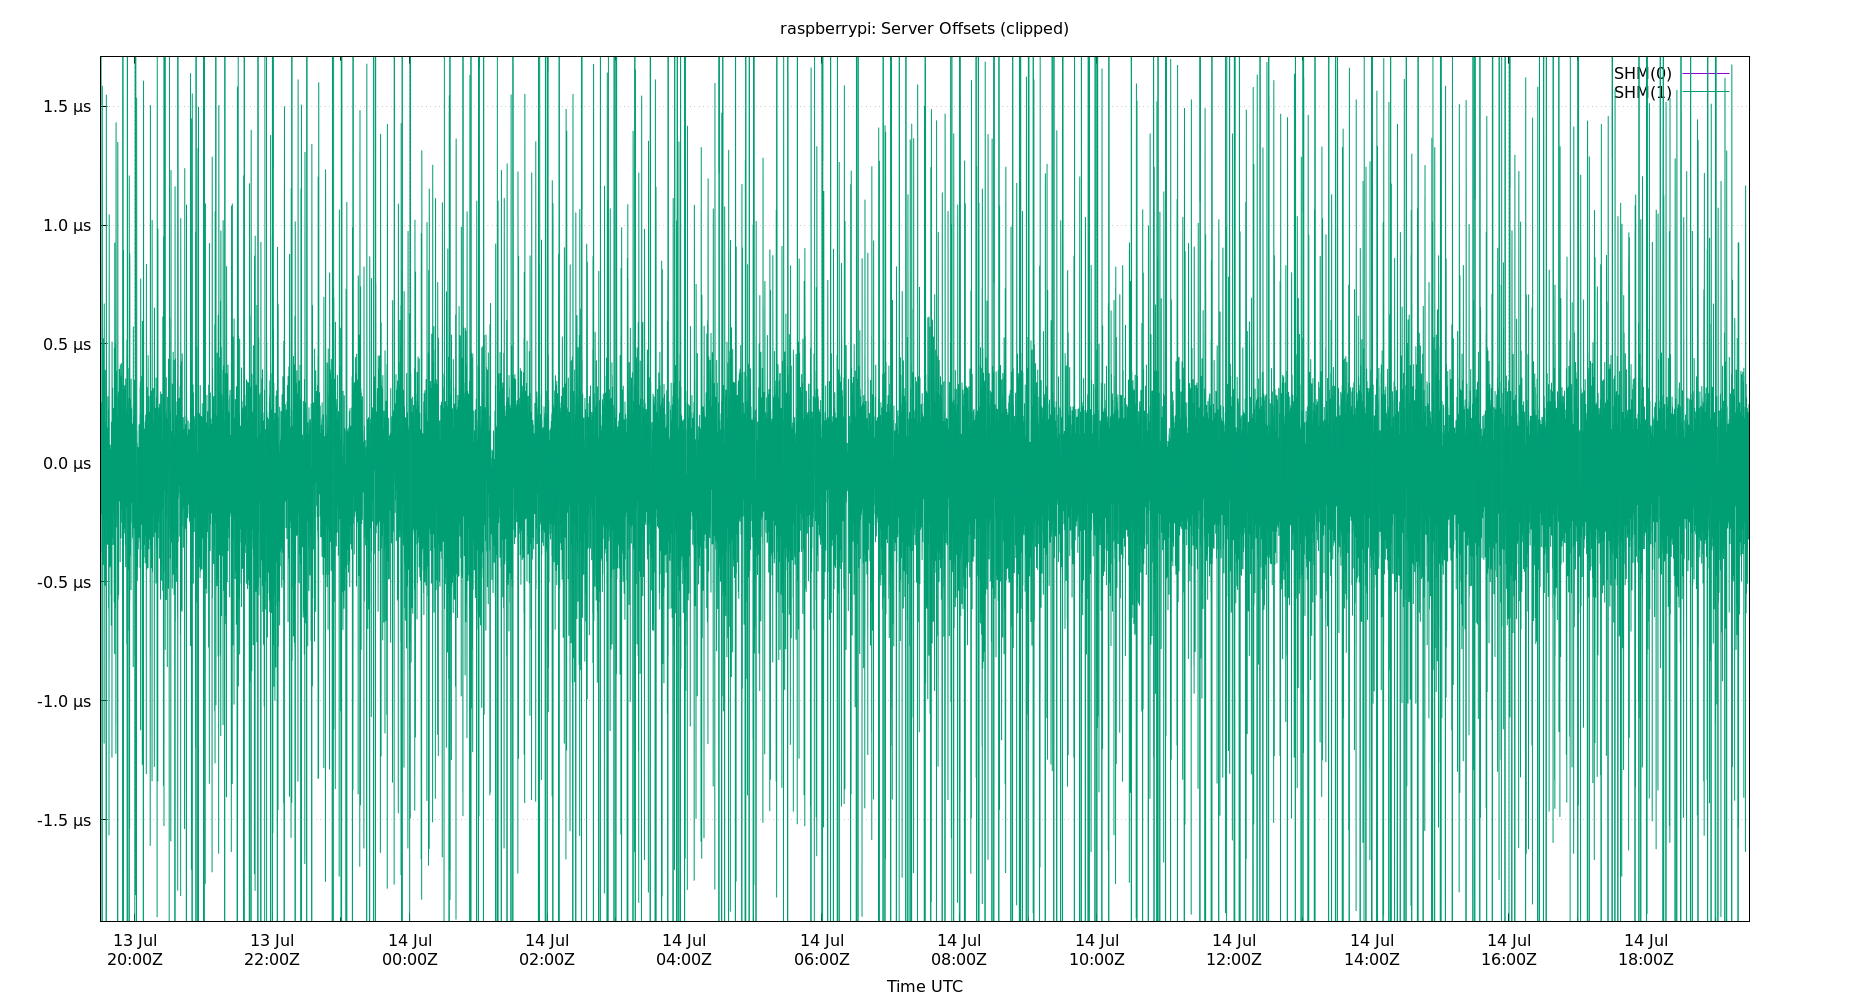 raspberrypi: Server Offsets (clipped)
SHM(0)
SHM(1)
1.5 µs
1.0 µs
0.5 µs
0.0 µs
-0.5 µs
-1.0 µs
-1.5 µs
13 Jul 13 Jul 14 Jul 14 Jul 14 Jul 14 Jul 14 Jul 14 Jul 14 Jul 14 Jul 14 Jul 14 Jul
20:00Z 22:00Z 00:00Z 02:00Z 04:00Z 06:00Z 08:00Z 10:00Z 12:00Z 14:00Z 16:00Z 18:00Z
Time UTC